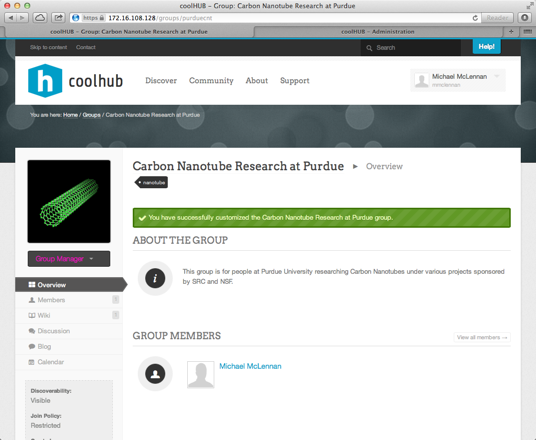 coolHUB – Group: Carbon Nanotube Research at Purdue
https 172.16.108.128/groups/purduecnt
Reader
coolHUB – Group: Carbon Nanotube Research at Purdue
coolHUB – Administration
Skip to content
Contact
Search
Help!
h coolhub
Discover
Community
About
Support
Michael McLennan
mmclennan
You are here: Home / Groups / Carbon Nanotube Research at Purdue
Carbon Nanotube Research at Purdue ► Overview
nanotube
You have successfully customized the Carbon Nanotube Research at Purdue group.
Group Manager
Overview
Members
Wiki
Discussion
Blog
Calendar
Discoverability:
Visible
Join Policy:
Restricted
ABOUT THE GROUP
i
This group is for people at Purdue University researching Carbon Nanotubes under various projects sponsored
by SRC and NSF.
GROUP MEMBERS
View all members →
Michael McLennan